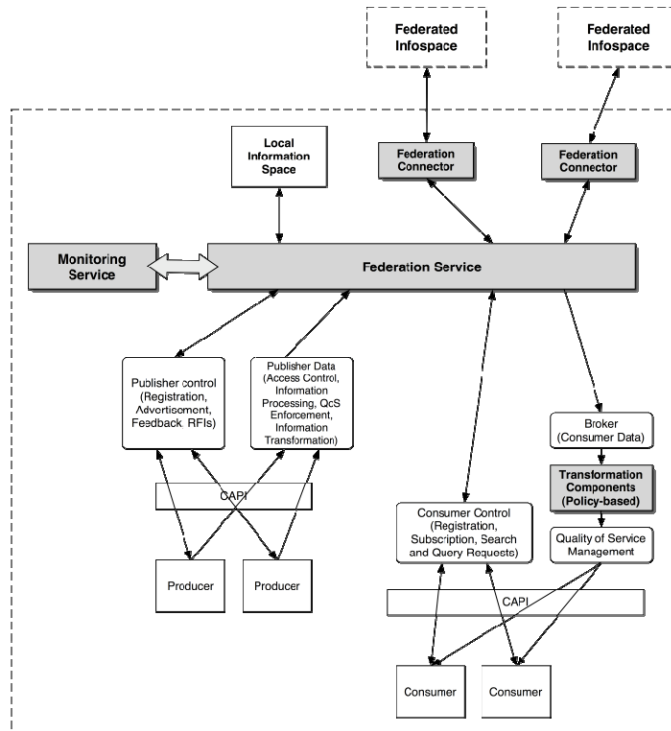 Federated
Infospace
Federated
Infospace
Local
Information
Space
Federation
Connector
Federation
Connector
Monitoring
Service
Federation Service
Publisher control
(Registration,
Advertisement,
Feedback RFIs)
Publisher Data
(Access Control,
Information
Processing, QcS
Enforcement,
Information
Transformation)
Broker
(Consumer Data)
Transformation
Components
(Policy-based)
CAPI
Consumer Control
(Registration,
Subscription, Search
and Query Requests)
Quality of Service
Management
Producer
Producer
CAPI
Consumer
Consumer